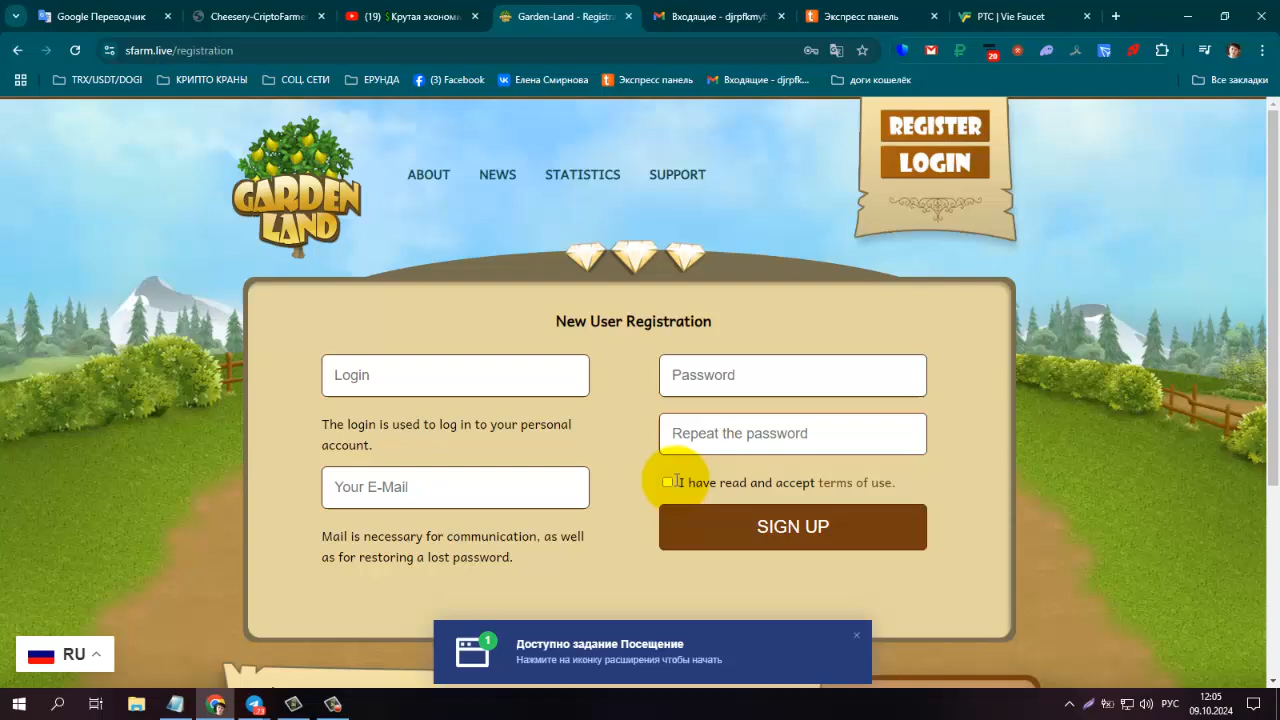 Google Переводчик
Cheesery-CriptoFarme
(19) $Крутая эконом
Garden-Land - Registra
Входящие - djrpfkmyf
Экспресс панель
PTC | Vie Faucet
sfarm.live/registration
20
TRX/USDT/DOGI
КРИПТО КРАНЫ
СОЦ. СЕТИ
ЕРУНДА
(3) Facebook
Елена Смирнова
Экспресс панель
Входящие - djrpfk...
доги кошелёк
Все закладки
REGISTER
LOGIN
GARDEN
LAND
ABOUT
NEWS
STATISTICS
SUPPORT
New User Registration
Login
Password
The login is used to log in to your personal
account.
Repeat the password
Your E-Mail
I have read and accept terms of use.
SIGN UP
Mail is necessary for communication, as well
as for restoring a lost password.
1
Доступно задание Посещение
Нажмите на иконку расширения чтобы начать
RU
РУС
12:05
09.10.2024